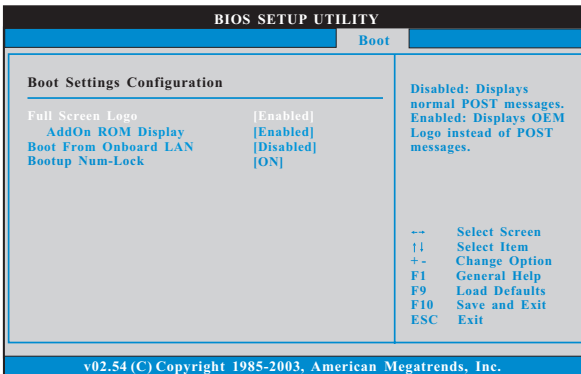 BIOS SETUP UTILITY
Boot
Boot Settings Configuration
Full Screen Logo [Enabled]
AddOn ROM Display [Enabled]
Boot From Onboard LAN [Disabled]
Bootup Num-Lock [ON]
Disabled: Displays
normal POST messages.
Enabled: Displays OEM
Logo instead of POST
messages.
←→ Select Screen
↑↓ Select Item
+ - Change Option
F1 General Help
F9 Load Defaults
F10 Save and Exit
ESC Exit
v02.54 (C) Copyright 1985-2003, American Megatrends, Inc.